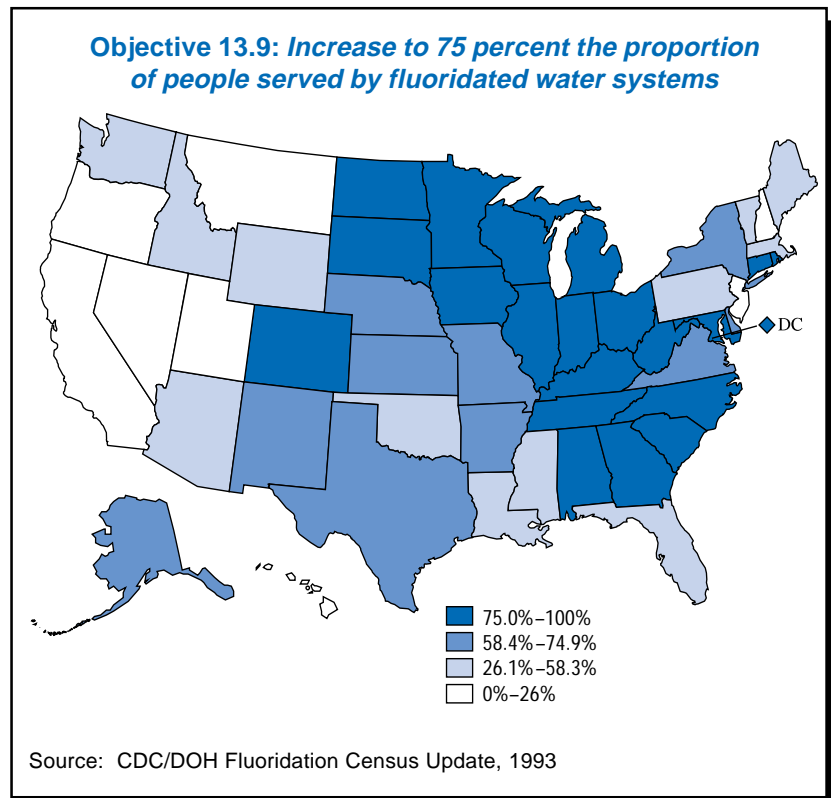 Objective 13.9: Increase to 75 percent the proportion
of people served by fluoridated water systems
DC
75.0%–100%
58.4%–74.9%
26.1%–58.3%
0%–26%
Source: CDC/DOH Fluoridation Census Update, 1993